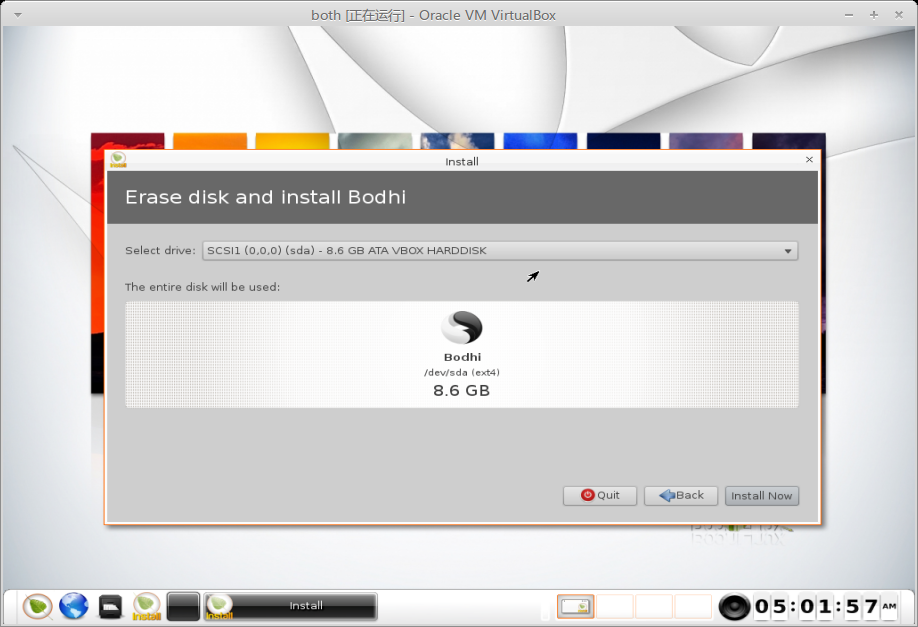 both [正在运行] - Oracle VM VirtualBox
Install
Erase disk and install Bodhi
Select drive: SCSI1 (0,0,0) (sda) - 8.6 GB ATA VBOX HARDDISK
The entire disk will be used:
Bodhi
/dev/sda (ext4)
8.6 GB
Quit
Back
Install Now
Install
Install
Install
05:01:57 AM